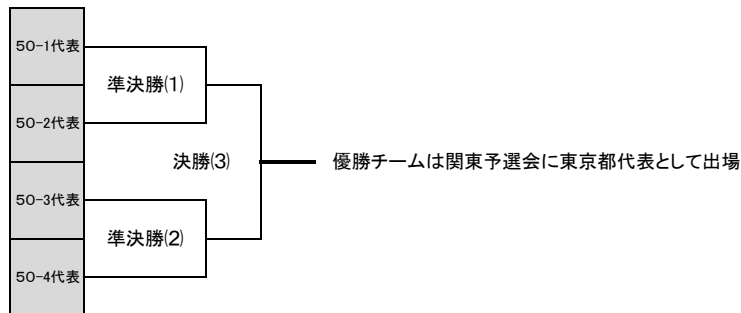 50-1代表
準決勝(1)
50-2代表
決勝(3)
優勝チームは関東予選会に東京都代表として出場
50-3代表
準決勝(2)
50-4代表